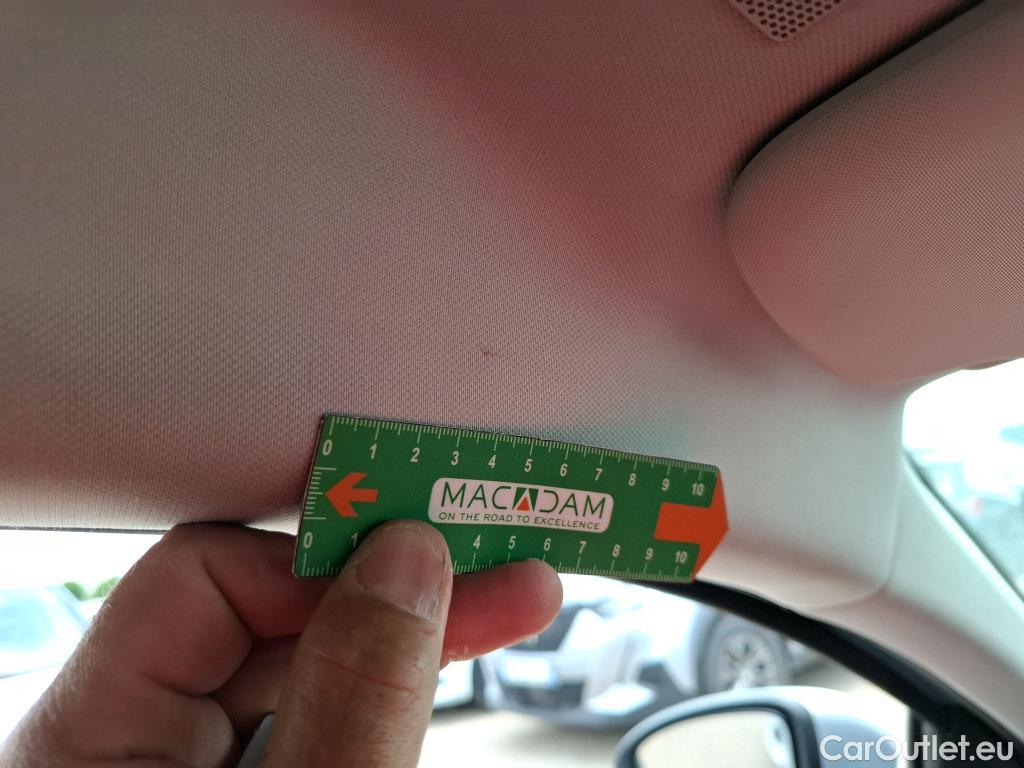 0 1 2 3 4 5 6 7 8 9 10
MACADAM
ON THE ROAD TO EXCELLENCE
0 1 4 5 6 7 8 9 10
CarOutlet.eu